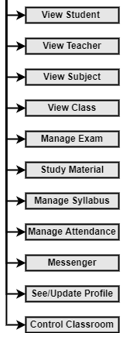 View Student
View Teacher
View Subject
View Class
Manage Exam
Study Material
Manage Syllabus
Manage Attendance
Messenger
See/Update Profile
Control Classroom